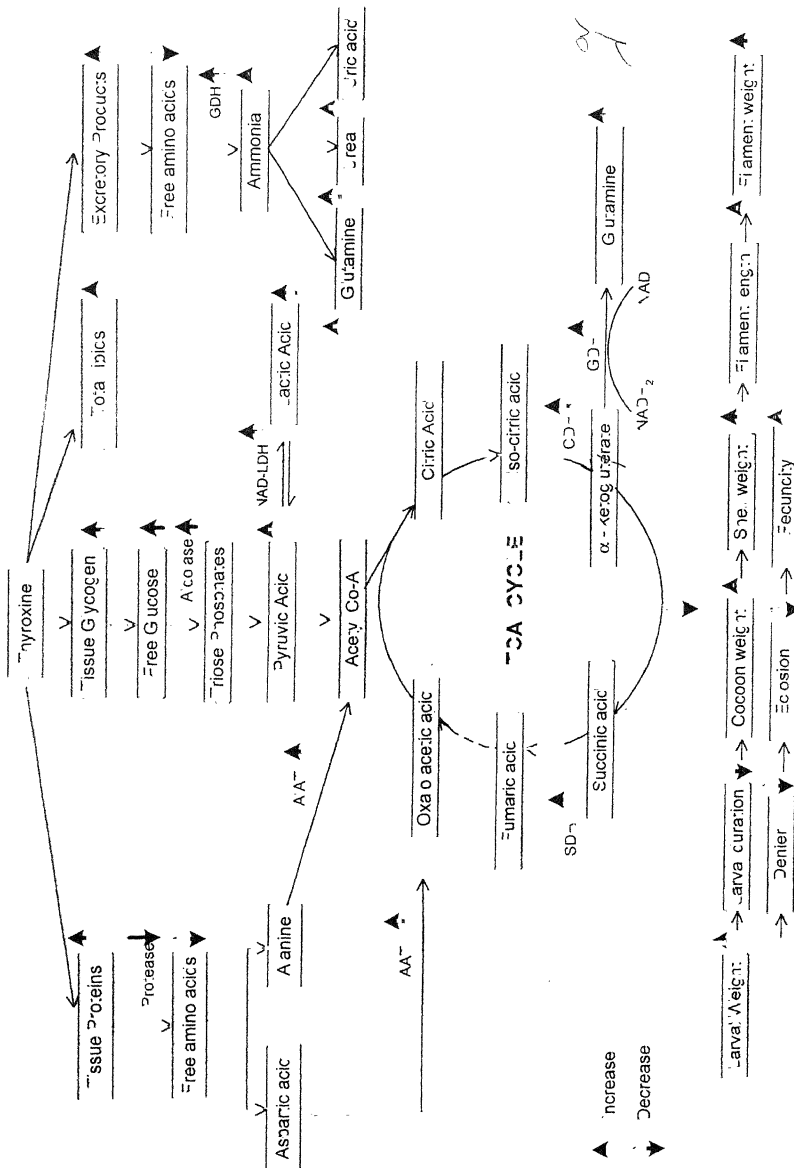 Thyroxine
Tissue Proteins
Tissue Glycogen
Total lipids
Excretory Products
Protease
Free amino acids
Free Glucose
Free amino acids
Aldolase
GDH
Triose Phosphates
Ammonia
Aspartic acid
Alanine
Pyruvic Acid
NAD-LDH
Lactic Acid
Glutamine
Urea
Uric acid
AlAT
Acetyl Co-A
AAT
Oxalo acetic acid
Citric Acid
Fumaric acid
TCA CYCLE
Iso-citric acid
SDH
Succinic acid
α - Ketoglutarate
GDH
Glutamine
NAD
Increase
Decrease
Larval Weight
Larval duration
Cocoon weight
Shell weight
Filament length
Filament weight
Denier
Eclosion
Fecundity